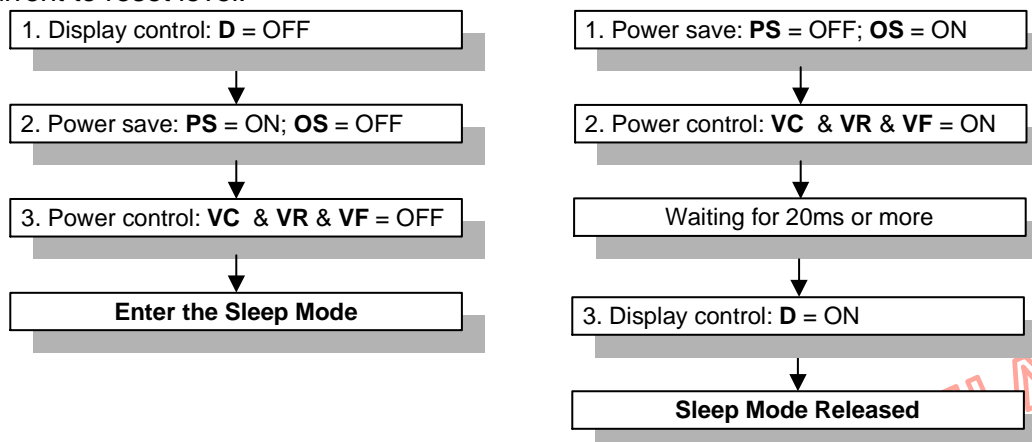 1. Display control: D = OFF
2. Power save: PS = ON; OS = OFF
3. Power control: VC & VR & VF = OFF
Enter the Sleep Mode
1. Power save: PS = OFF; OS = ON
2. Power control: VC & VR & VF = ON
Waiting for 20ms or more
3. Display control: D = ON
Sleep Mode Released